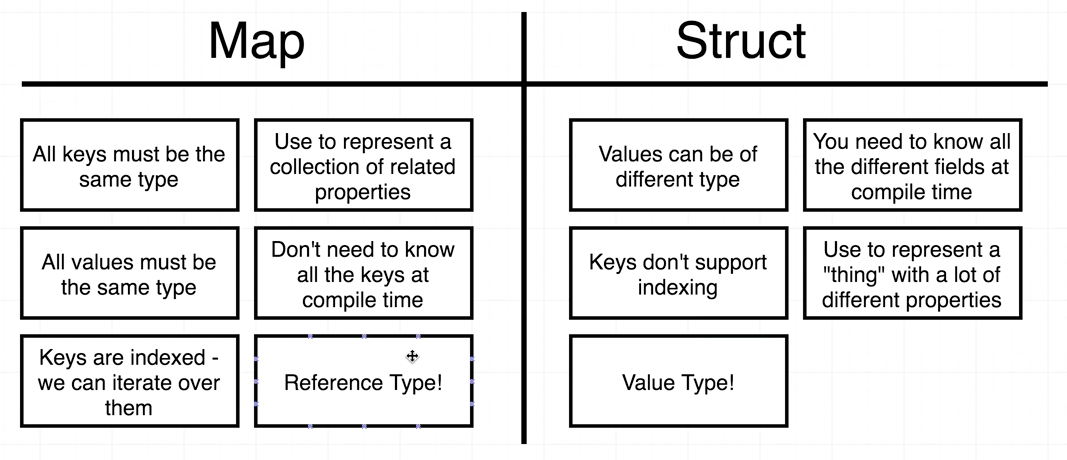 Map
Struct
All keys must be the
same type
Use to represent a
collection of related
properties
Values can be of
different type
You need to know all
the different fields at
compile time
All values must be
the same type
Don't need to know
all the keys at
compile time
Keys don't support
indexing
Use to represent a
"thing" with a lot of
different properties
Keys are indexed -
we can iterate over
them
Reference Type!
Value Type!